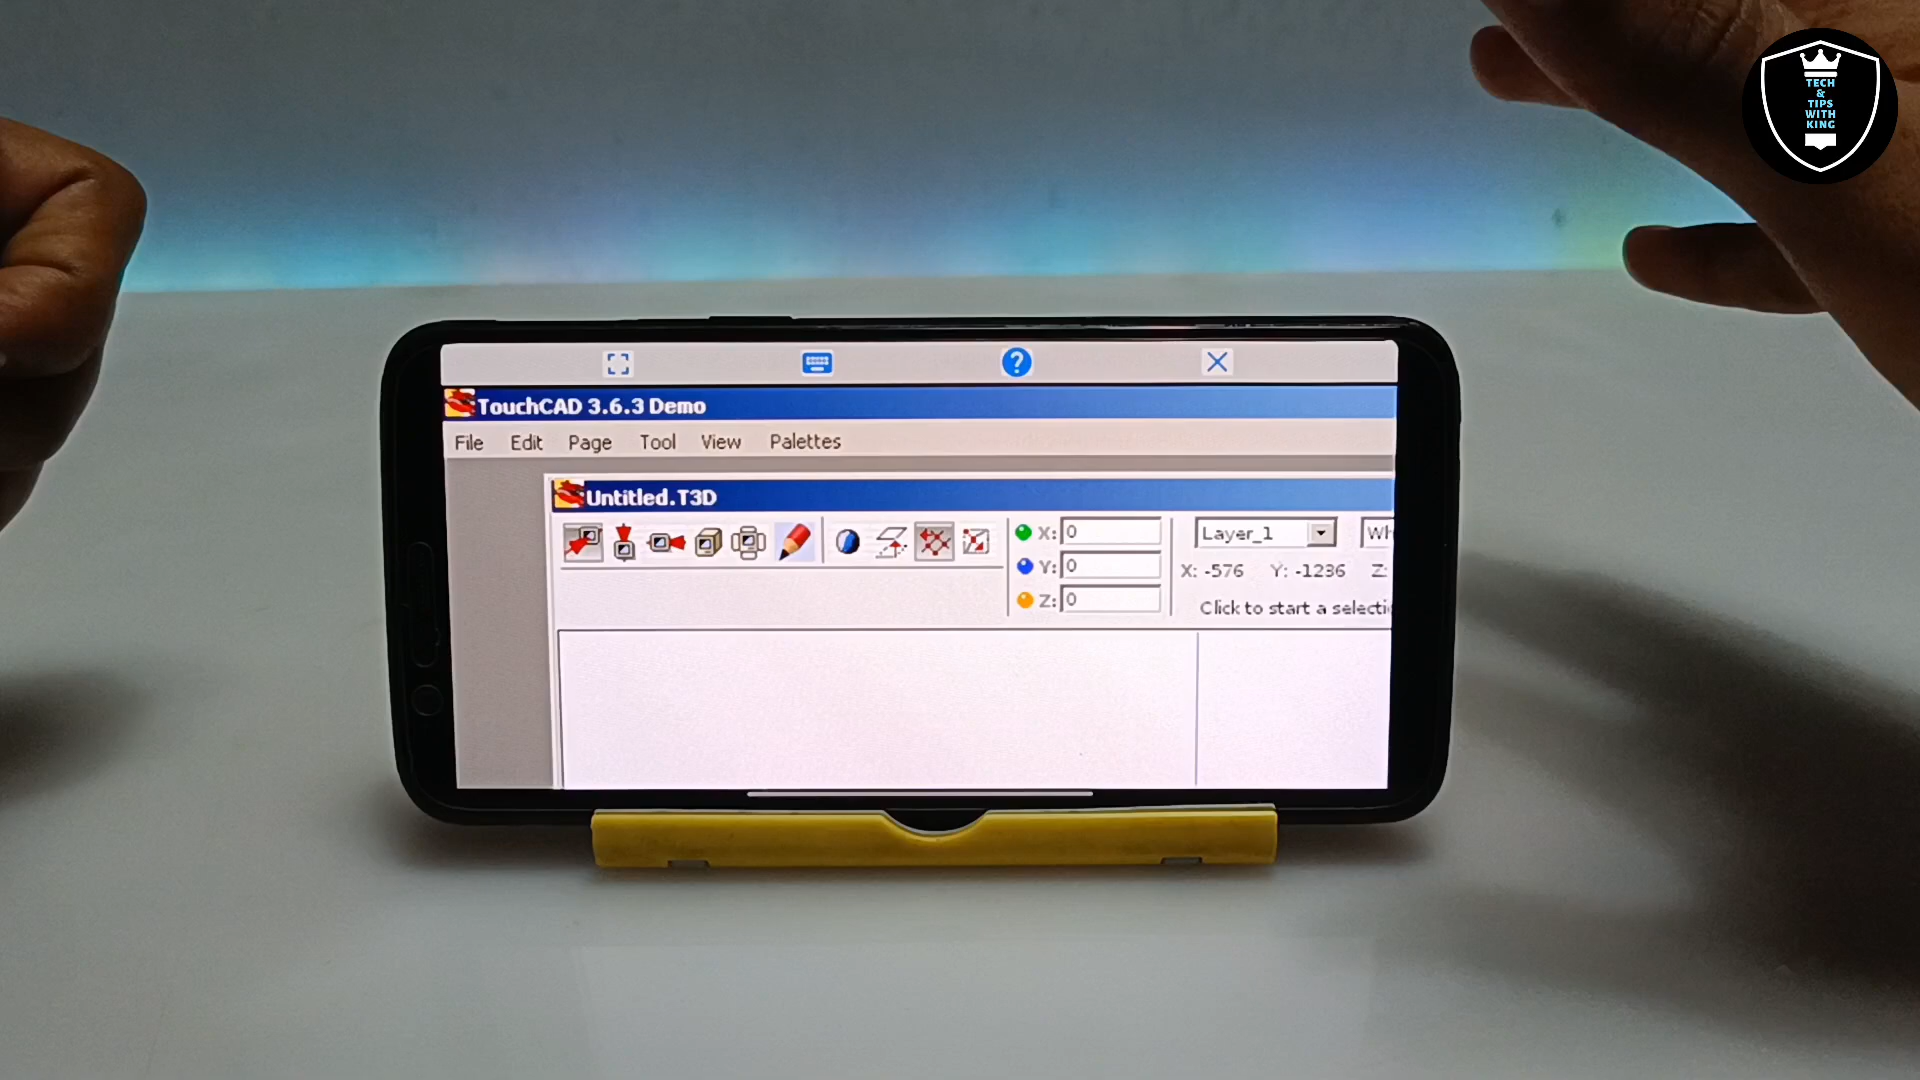 TECH
&
TIPS
WITH
KING
?
TouchCAD 3.6.3 Demo
File Edit Page Tool View Palettes
Untitled.T3D
X: 0
Y: 0
Z: 0
Layer_1
X: -576 Y: -1236 Z:
Click to start a selecti